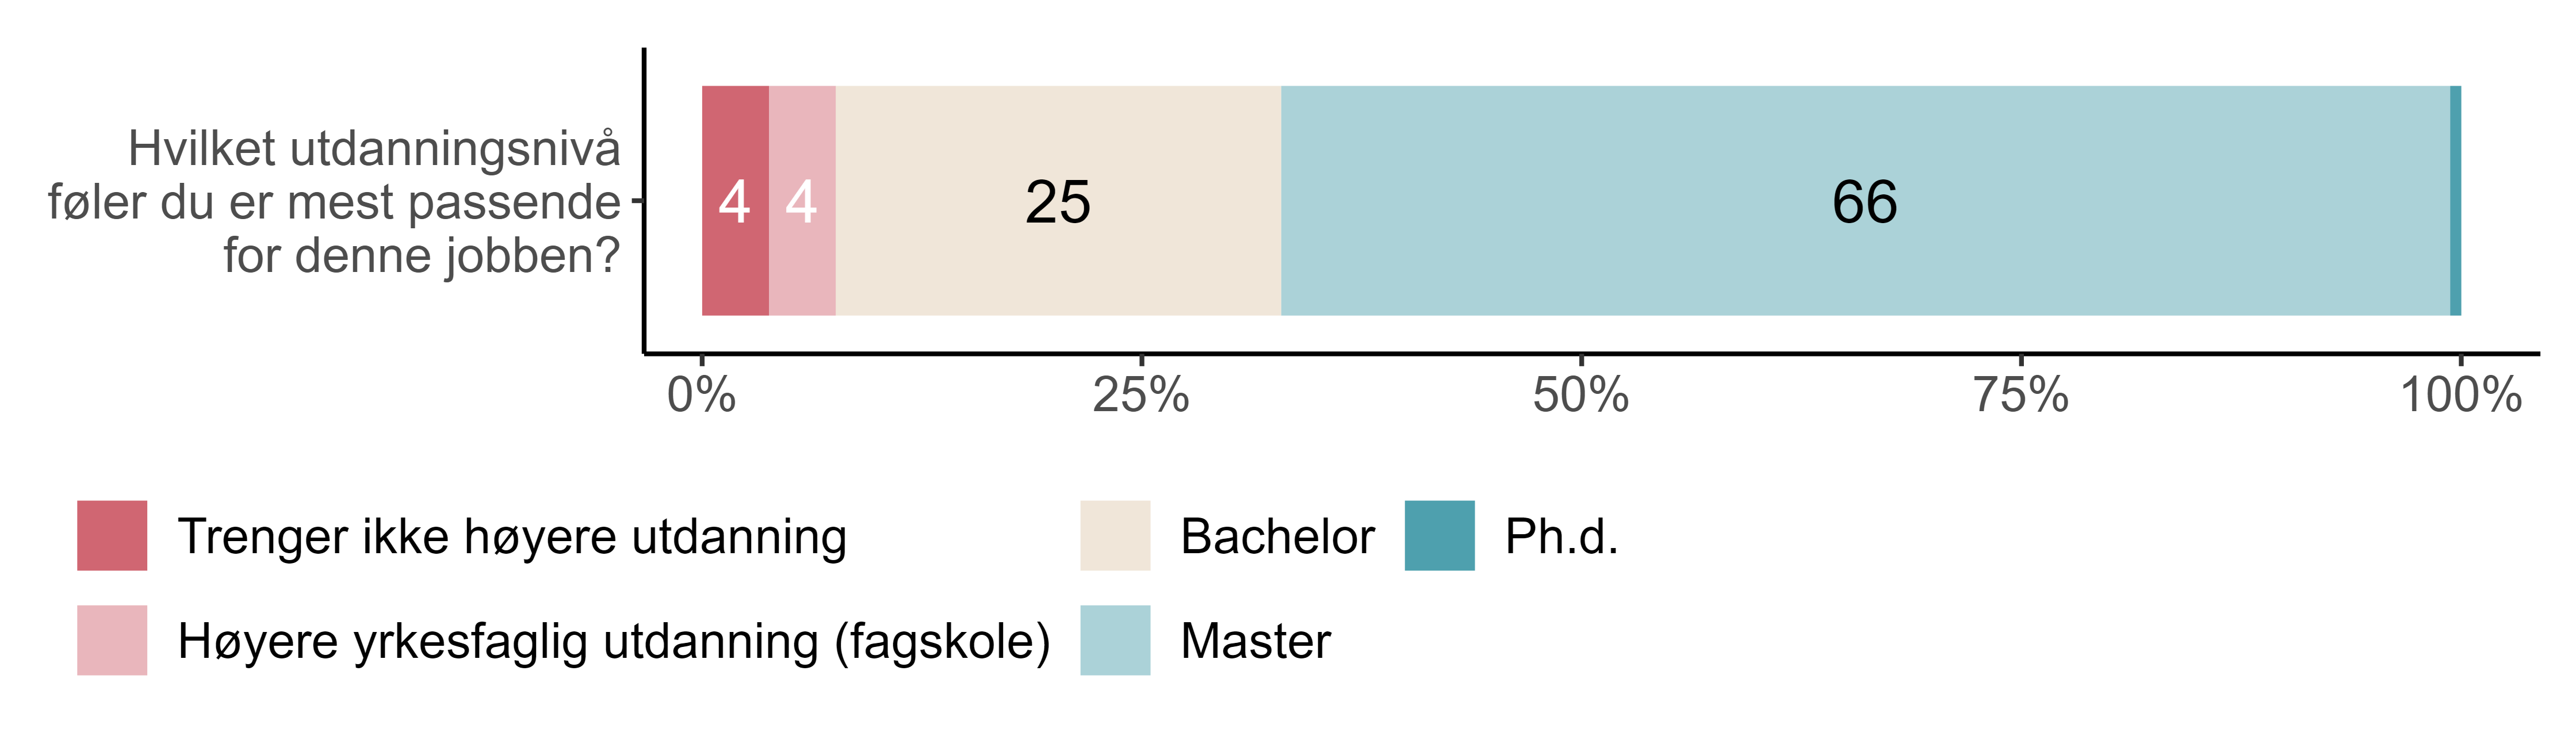 Hvilket utdanningsnivå
føler du er mest passende
for denne jobben?
4 4 25 66
0% 25% 50% 75% 100%
Trenger ikke høyere utdanning
Høyere yrkesfaglig utdanning (fagskole)
Bachelor
Master
Ph.d.